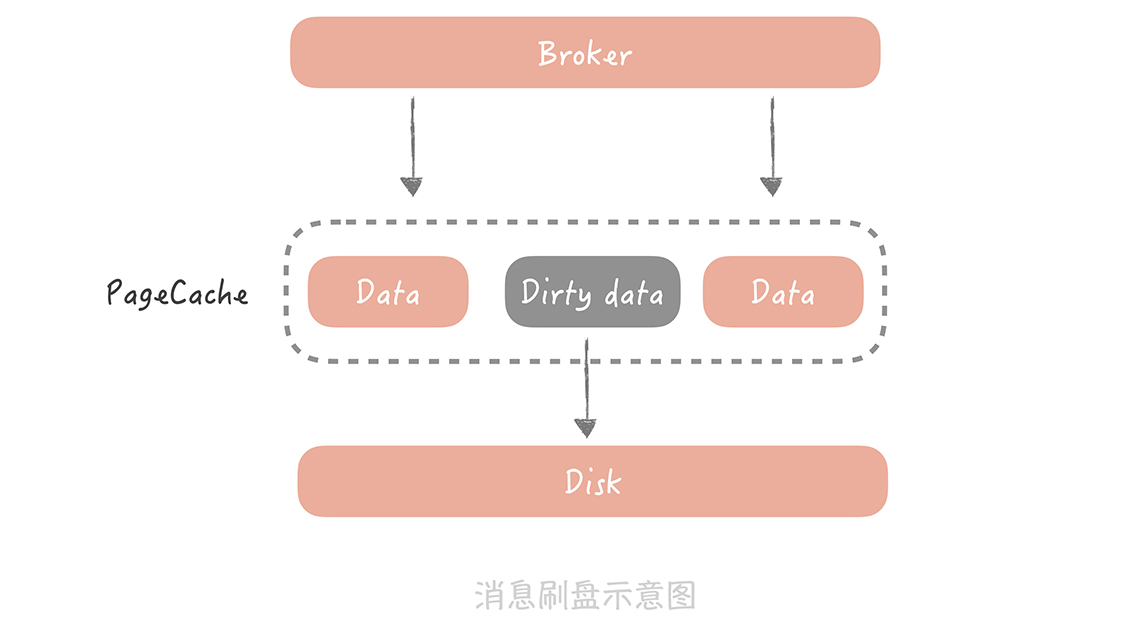 Broker
PageCache
Data
Dirty data
Data
Disk
消息刷盘示意图